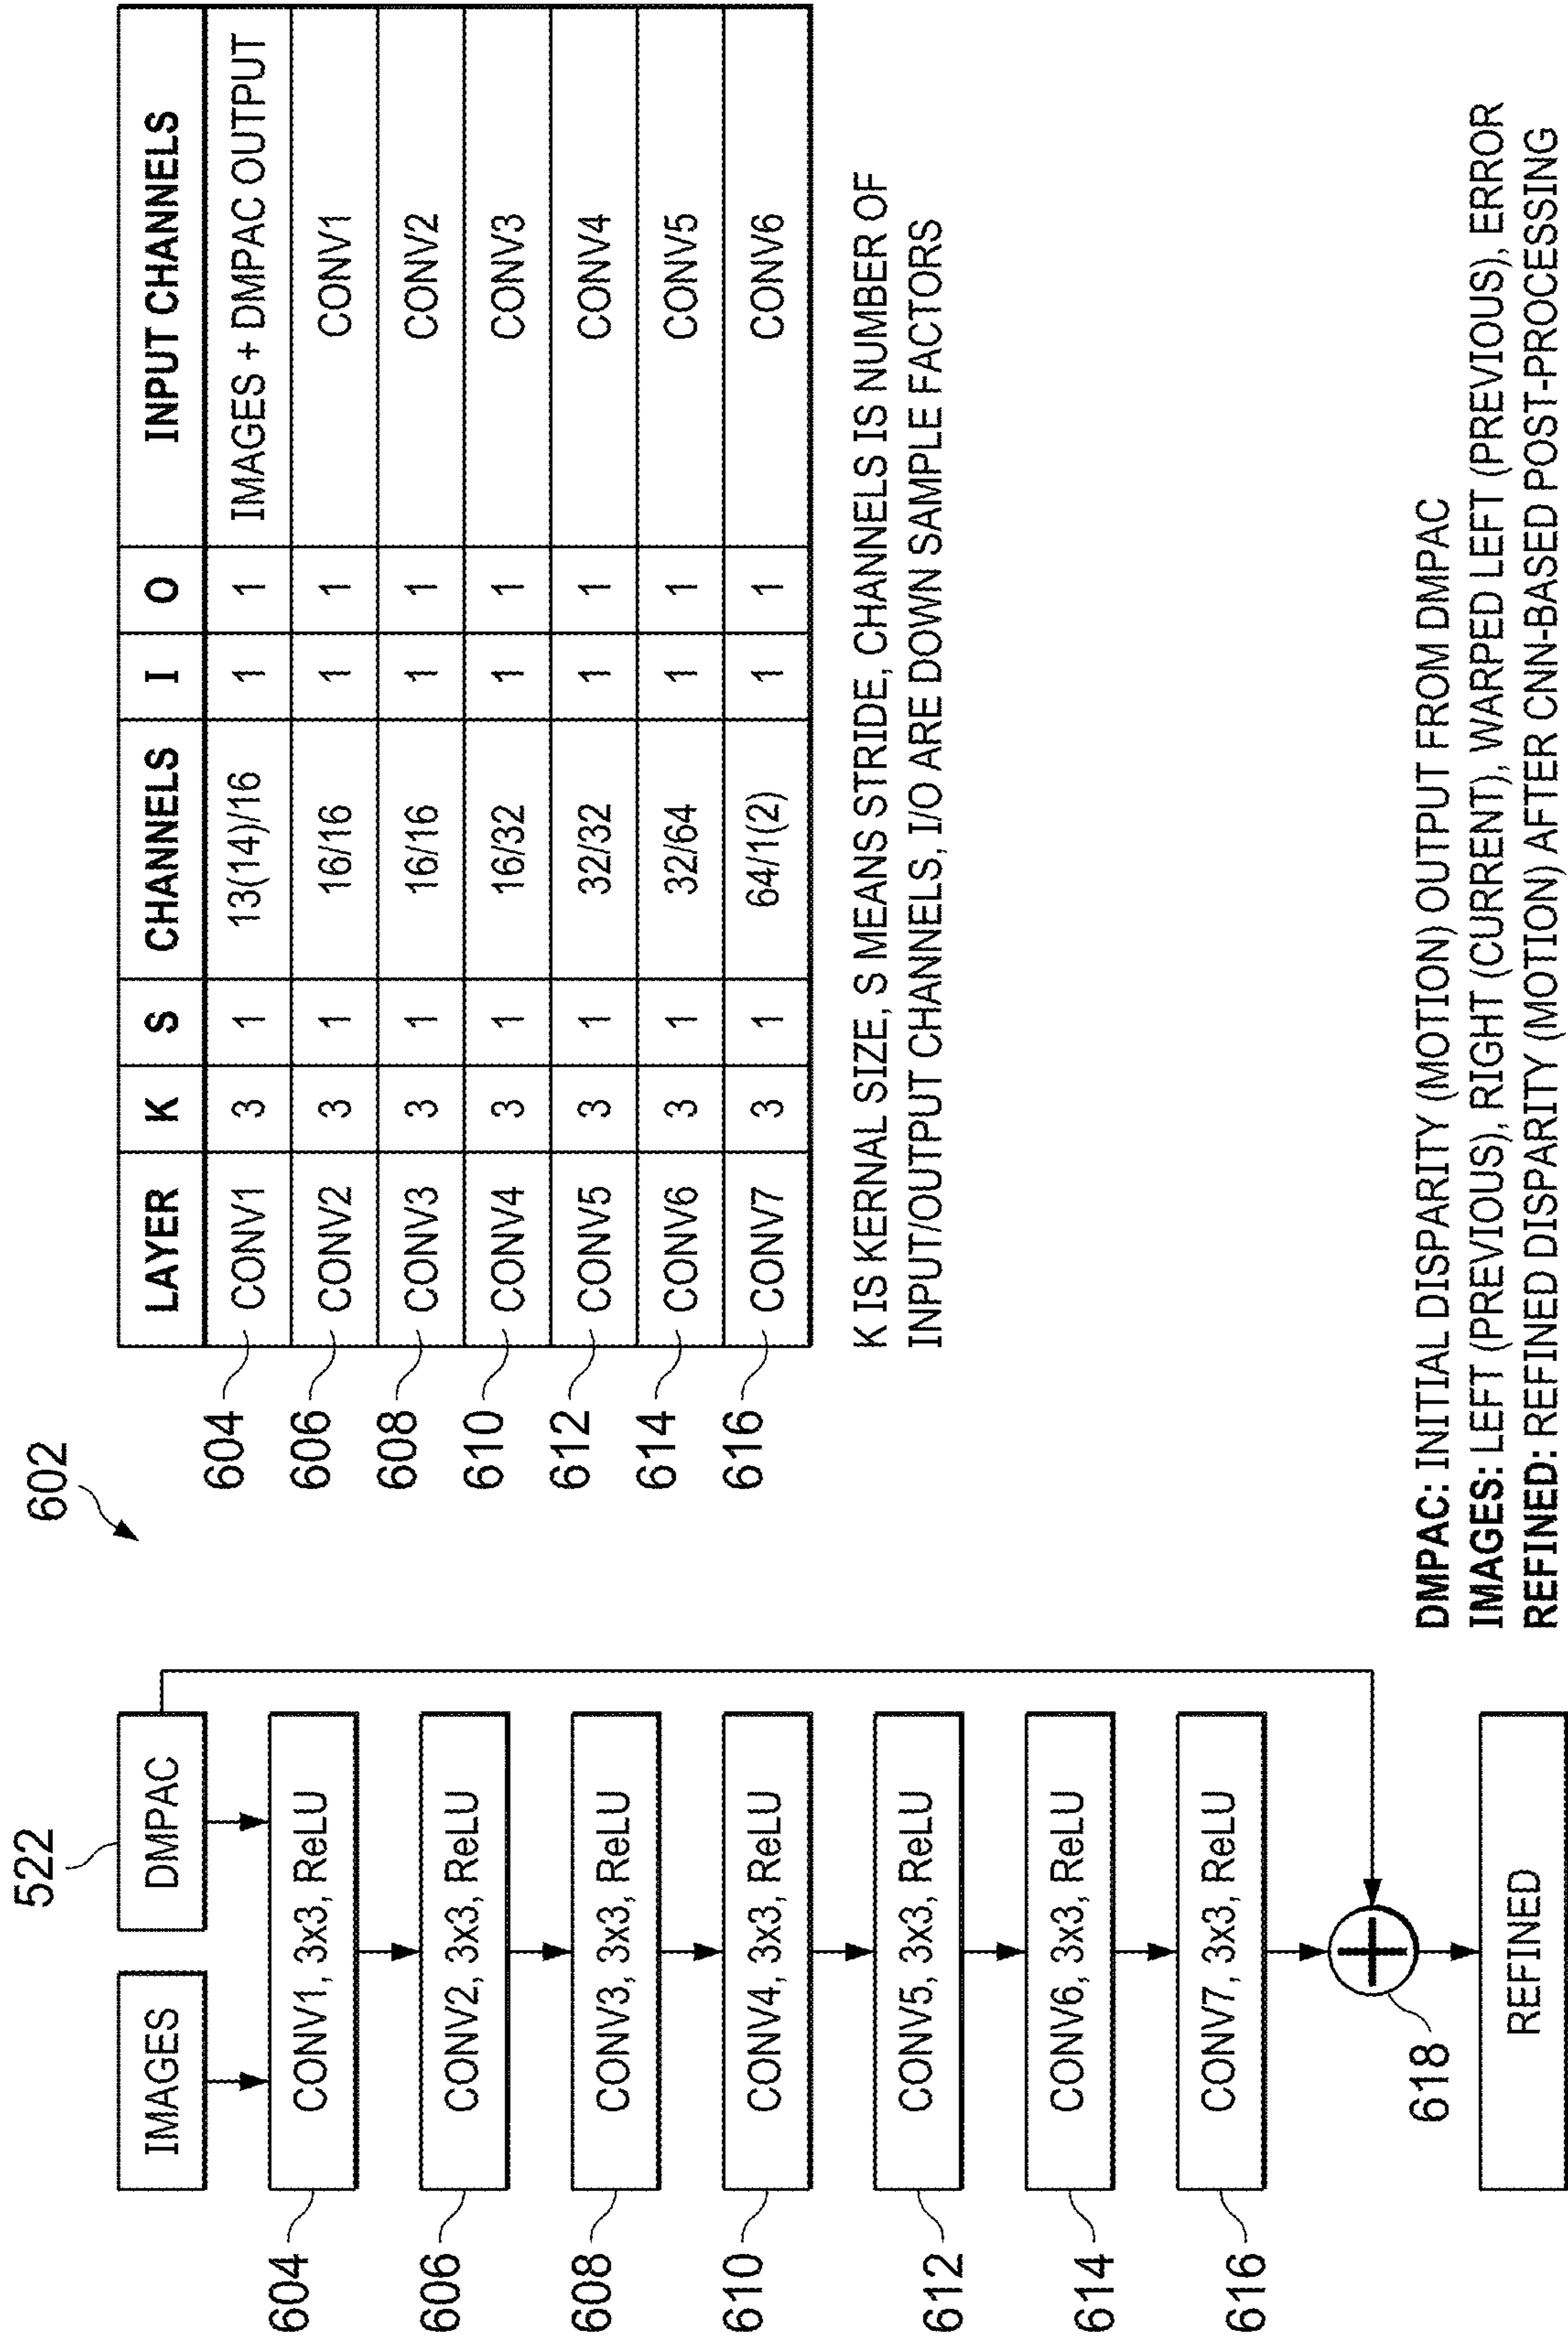 602
522
IMAGES
DMPAC
604
CONV1, 3x3, ReLU
606
CONV2, 3x3, ReLU
608
CONV3, 3x3, ReLU
610
CONV4, 3x3, ReLU
612
CONV5, 3x3, ReLU
614
CONV6, 3x3, ReLU
616
CONV7, 3x3, ReLU
618
REFINED
LAYER K S CHANNELS I O INPUT CHANNELS
604 CONV1 3 1 13(14)/16 1 1 IMAGES + DMPAC OUTPUT
606 CONV2 3 1 16/16 1 1 CONV1
608 CONV3 3 1 16/16 1 1 CONV2
610 CONV4 3 1 16/32 1 1 CONV3
612 CONV5 3 1 32/32 1 1 CONV4
614 CONV6 3 1 32/64 1 1 CONV5
616 CONV7 3 1 64/1(2) 1 1 CONV6
K IS KERNAL SIZE, S MEANS STRIDE, CHANNELS IS NUMBER OF
INPUT/OUTPUT CHANNELS, I/O ARE DOWN SAMPLE FACTORS
DMPAC: INITIAL DISPARITY (MOTION) OUTPUT FROM DMPAC
IMAGES: LEFT (PREVIOUS), RIGHT (CURRENT), WARPED LEFT (PREVIOUS), ERROR
REFINED: REFINED DISPARITY (MOTION) AFTER CNN-BASED POST-PROCESSING